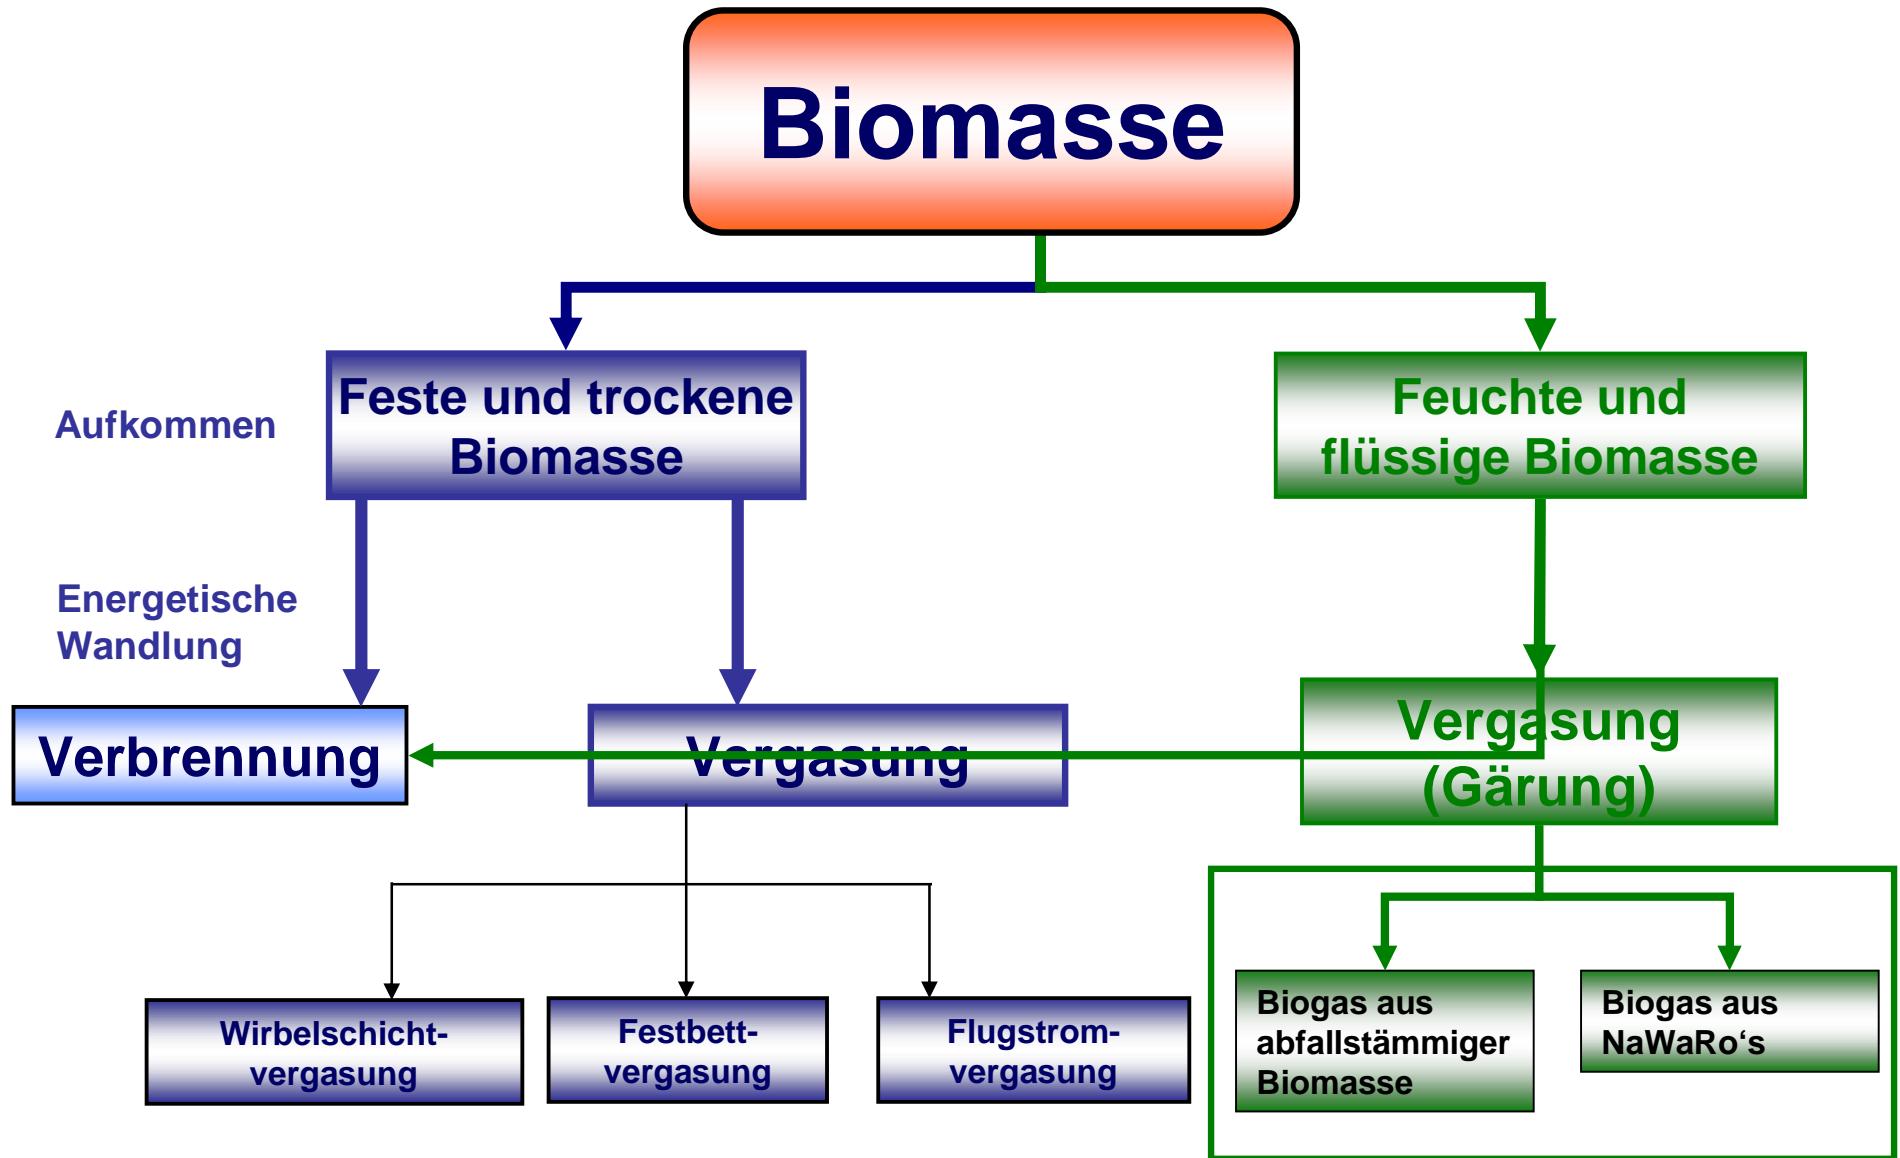 Biomasse
Feste und trockene
Biomasse
Feuchte und
flüssige Biomasse
Aufkommen
Energetische
Wandlung
Verbrennung
Vergasung
Vergasung
(Gärung)
Wirbelschicht-
vergasung
Festbett-
vergasung
Flugstrom-
vergasung
Biogas aus
abfallstämmiger
Biomasse
Biogas aus
NaWaRo‘s